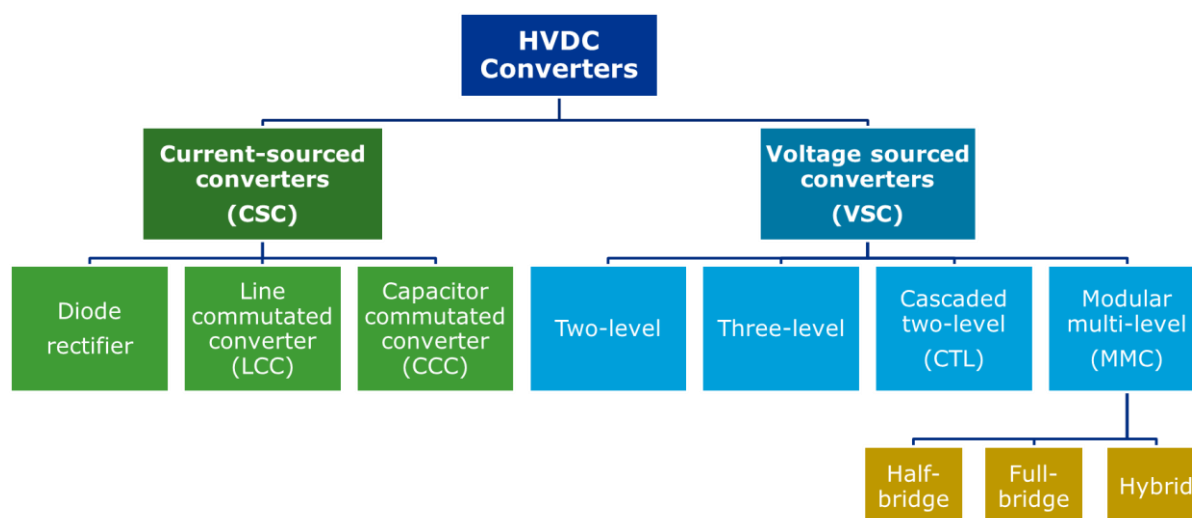 HVDC
Converters
Current-sourced
converters
(CSC)
Voltage sourced
converters
(VSC)
Diode
rectifier
Line
commutated
converter
(LCC)
Capacitor
commutated
converter
(CCC)
Two-level
Three-level
Cascaded
two-level
(CTL)
Modular
multi-level
(MMC)
Half-
bridge
Full-
bridge
Hybrid